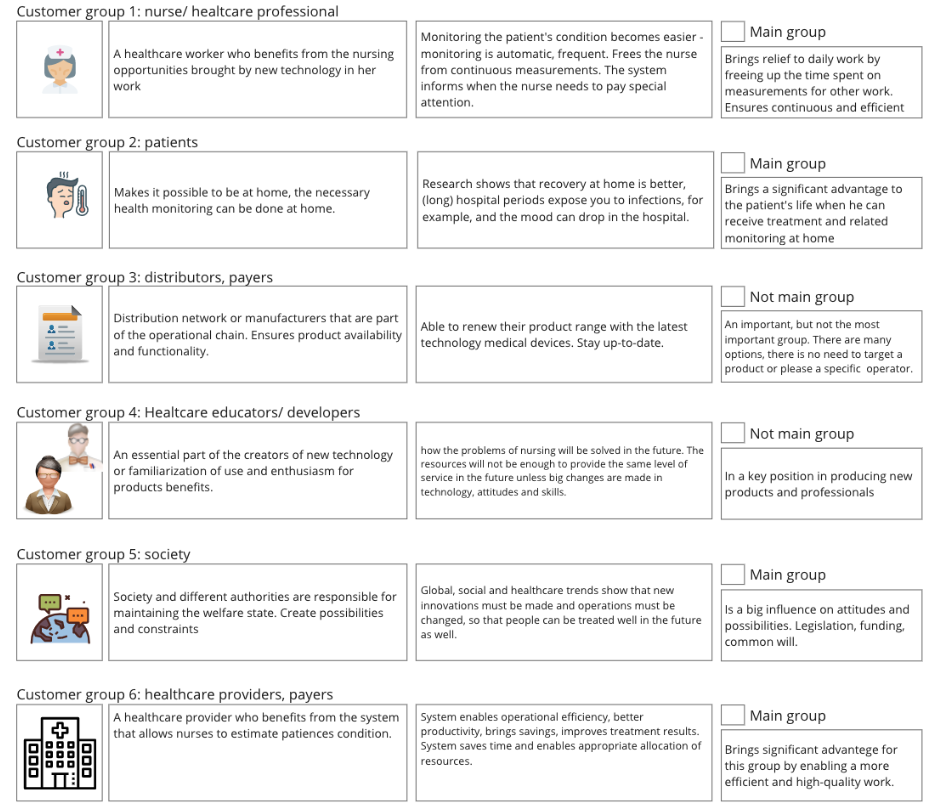 Customer group 1: nurse/ healtcare professional
A healthcare worker who benefits from the nursing
opportunities brought by new technology in her
work
Monitoring the patient's condition becomes easier -
monitoring is automatic, frequent. Frees the nurse
from continuous measurements. The system
informs when the nurse needs to pay special
attention.
Main group
Brings relief to daily work by
freeing up the time spent on
measurements for other work.
Ensures continuous and efficient
Customer group 2: patients
Makes it possible to be at home, the necessary
health monitoring can be done at home.
Research shows that recovery at home is better,
(long) hospital periods expose you to infections, for
example, and the mood can drop in the hospital.
Main group
Brings a significant advantage to
the patient's life when he can
receive treatment and related
monitoring at home
Customer group 3: distributors, payers
Distribution network or manufacturers that are part
of the operational chain. Ensures product availability
and functionality.
Able to renew their product range with the latest
technology medical devices. Stay up-to-date.
Not main group
An important, but not the most
important group. There are many
options, there is no need to target a
product or please a specific operator.
Customer group 4: Healtcare educators/ developers
An essential part of the creators of new technology
or familiarization of use and enthusiasm for
products benefits.
how the problems of nursing will be solved in the future. The
resources will not be enough to provide the same level of
service in the future unless big changes are made in
technology, attitudes and skills.
Not main group
In a key position in producing new
products and professionals
Customer group 5: society
Society and different authorities are responsible for
maintaining the welfare state. Create possibilities
and constraints
Global, social and healthcare trends show that new
innovations must be made and operations must be
changed, so that people can be treated well in the future
as well.
Main group
Is a big influence on attitudes and
possibilities. Legislation, funding,
common will.
Customer group 6: healthcare providers, payers
A healthcare provider who benefits from the system
that allows nurses to estimate patiences condition.
System enables operational efficiency, better
productivity, brings savings, improves treatment results.
System saves time and enables appropriate allocation of
resources.
Main group
Brings significant advantege for
this group by enabling a more
efficient and high-quality work.